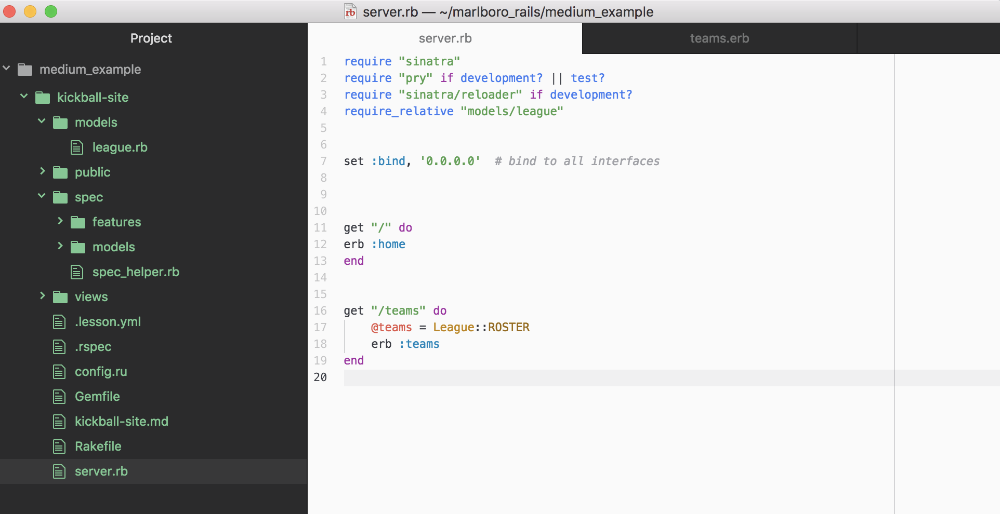 rb server.rb — ~/marlboro_rails/medium_example
Project
medium_example
kickball-site
models
league.rb
public
spec
features
models
spec_helper.rb
views
.lesson.yml
.rspec
config.ru
Gemfile
kickball-site.md
Rakefile
server.rb
server.rb
teams.erb
1 require "sinatra"
2 require "pry" if development? || test?
3 require "sinatra/reloader" if development?
4 require_relative "models/league"
5
6
7 set :bind, '0.0.0.0'  # bind to all interfaces
8
9
10
11 get "/" do
12 erb :home
13 end
14
15
16 get "/teams" do
17     @teams = League::ROSTER
18     erb :teams
19 end
20